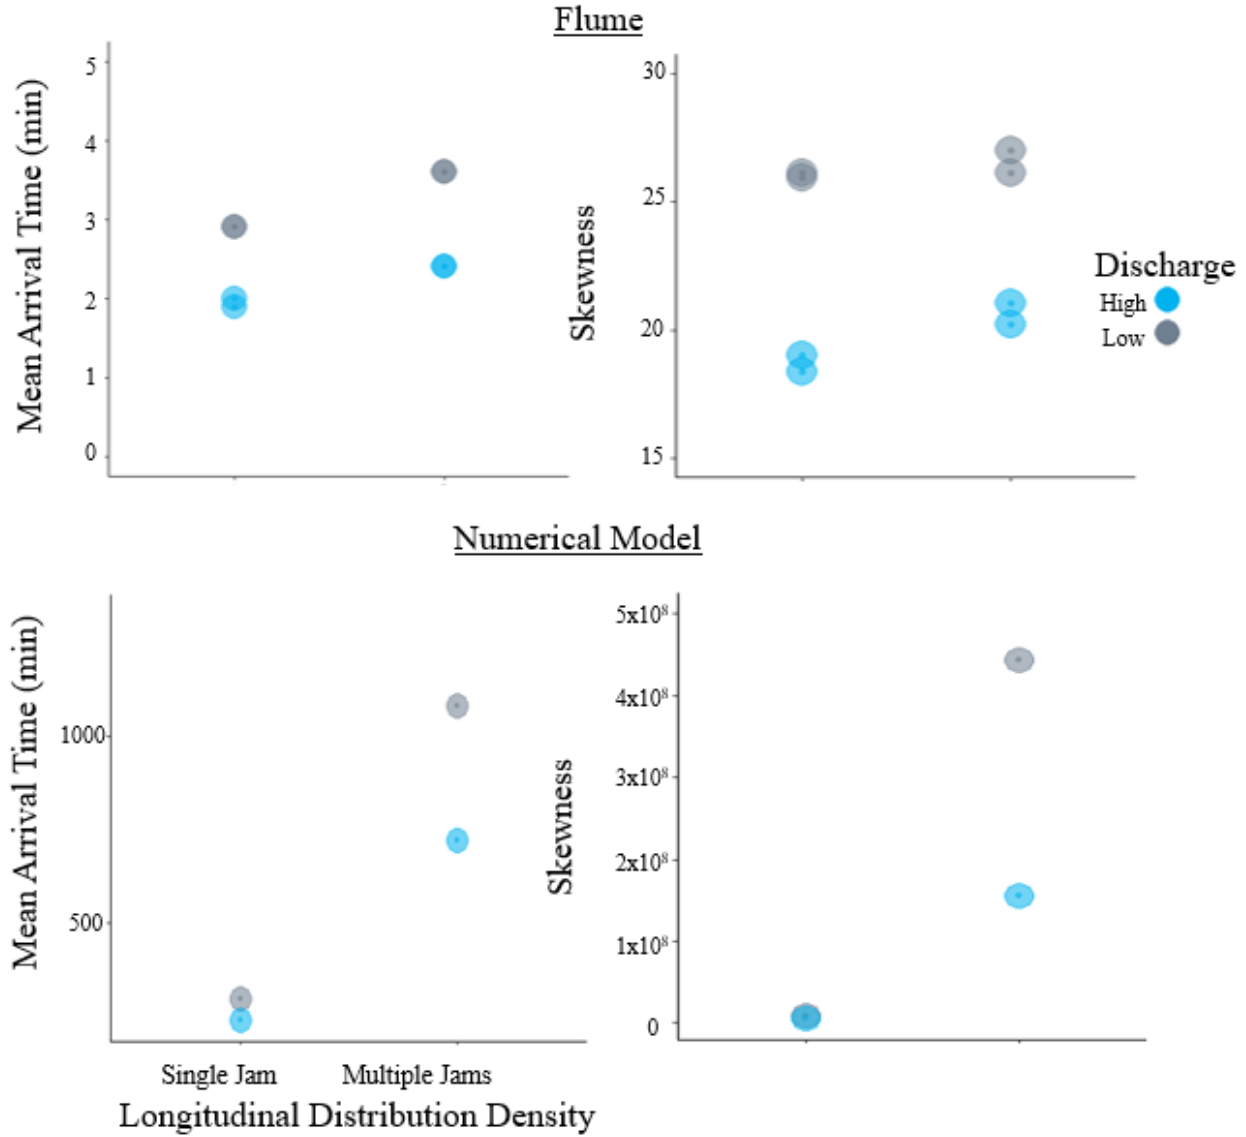 Flume
Mean Arrival Time (min)
5
4
3
2
1
0
Skewness
30
25
20
15
Discharge
High
Low
Numerical Model
Mean Arrival Time (min)
1000
500
Skewness
5x10⁸
4x10⁸
3x10⁸
2x10⁸
1x10⁸
0
Single Jam Multiple Jams
Longitudinal Distribution Density